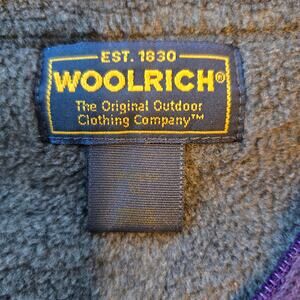 EST. 1830
WOOLRICH®
The Original Outdoor
Clothing Company™